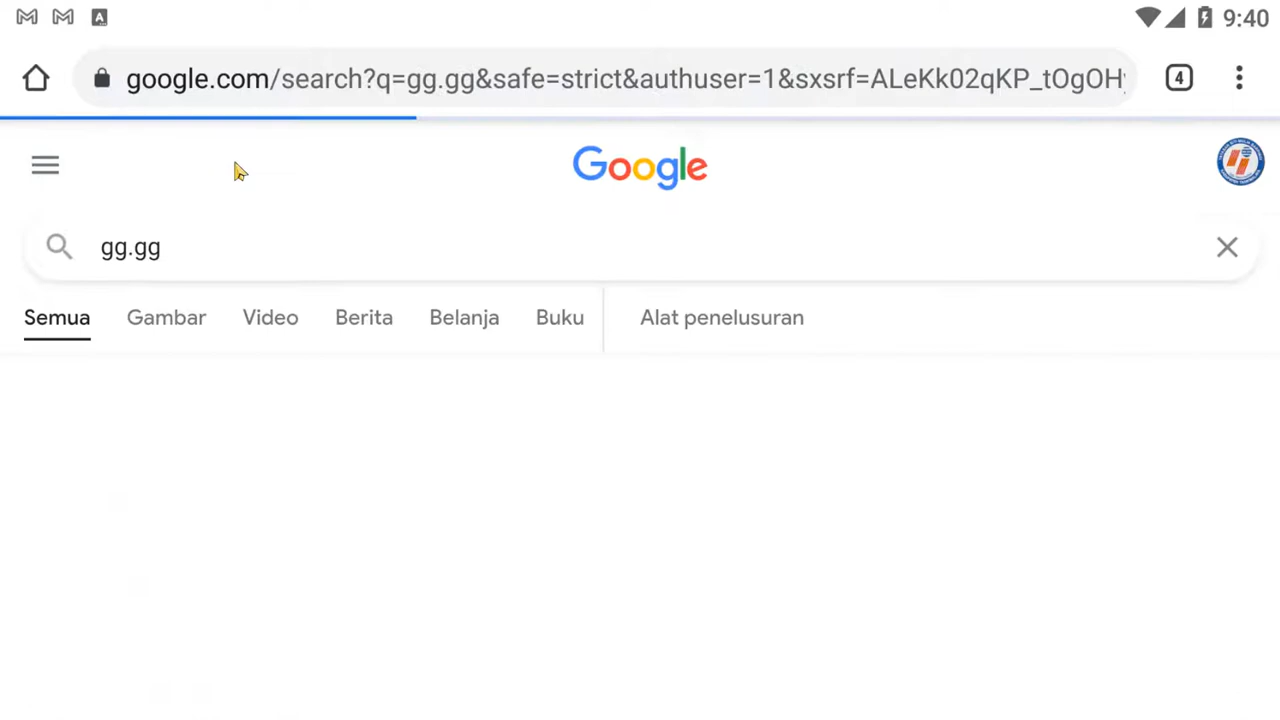 9:40
google.com/search?q=gg.gg&safe=strict&authuser=1&sxsrf=ALeKk02qKP_tOgOH
4
Google
gg.gg
Semua Gambar Video Berita Belanja Buku Alat penelusuran